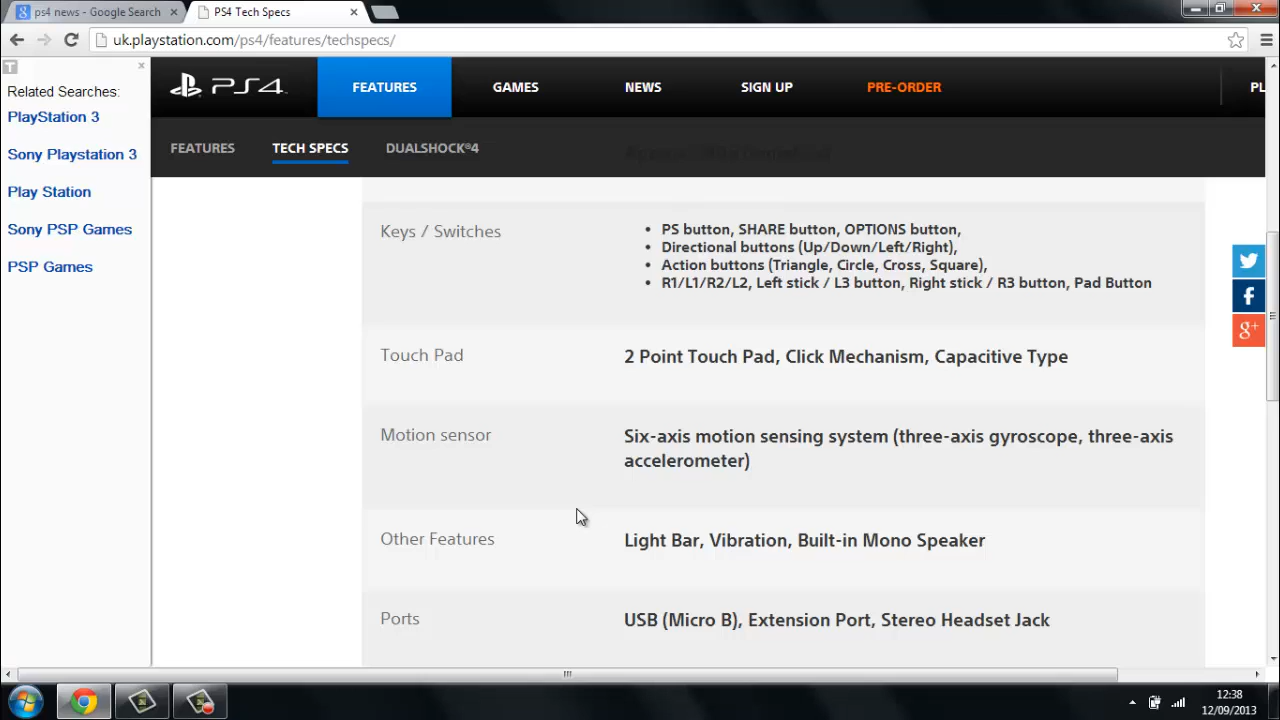 ps4 news - Google Search
PS4 Tech Specs
uk.playstation.com/ps4/features/techspecs/
T
Related Searches:
PlayStation 3
Sony Playstation 3
Play Station
Sony PSP Games
PSP Games
PS4 FEATURES GAMES NEWS SIGN UP PRE-ORDER PL
FEATURES TECH SPECS DUALSHOCK®4
Keys / Switches
• PS button, SHARE button, OPTIONS button,
• Directional buttons (Up/Down/Left/Right),
• Action buttons (Triangle, Circle, Cross, Square),
• R1/L1/R2/L2, Left stick / L3 button, Right stick / R3 button, Pad Button
Touch Pad
2 Point Touch Pad, Click Mechanism, Capacitive Type
Motion sensor
Six-axis motion sensing system (three-axis gyroscope, three-axis
accelerometer)
Other Features
Light Bar, Vibration, Built-in Mono Speaker
Ports
USB (Micro B), Extension Port, Stereo Headset Jack
12:38
12/09/2013